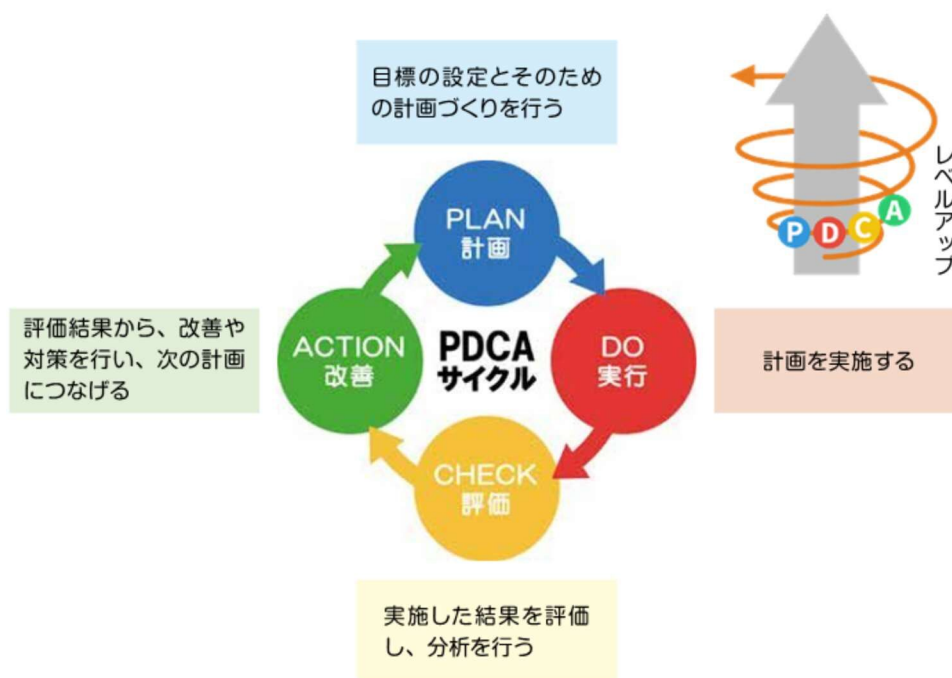 目標の設定とそのため
の計画づくりを行う
レベルアップ
P D C A
PLAN
計画
評価結果から、改善や
対策を行い、次の計画
につなげる
ACTION
改善
PDCA
サイクル
DO
実行
計画を実施する
CHECK
評価
実施した結果を評価
し、分析を行う